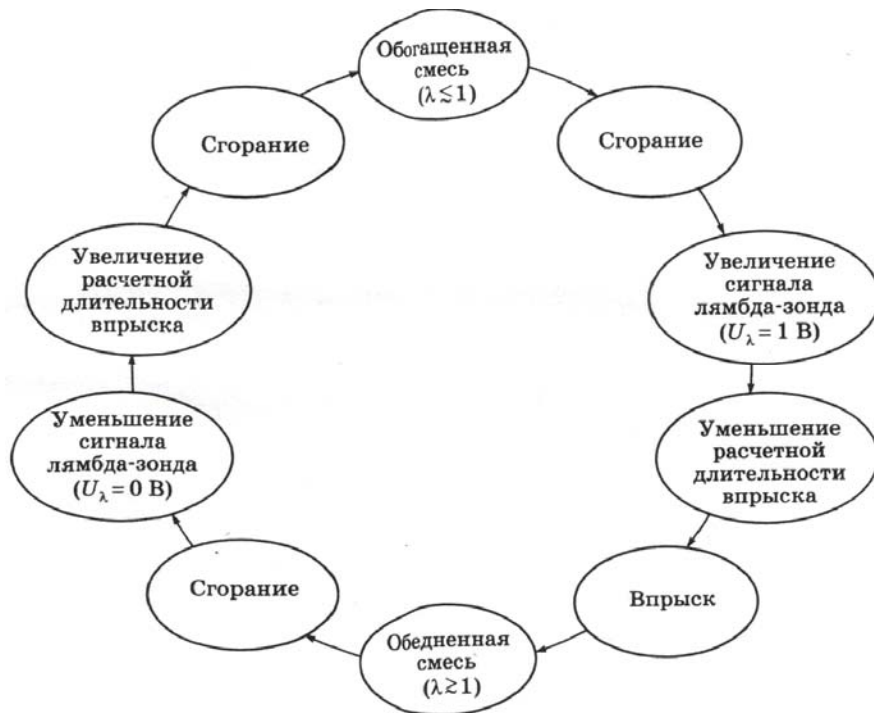 Обогащенная
смесь
(λ≲1)
Сгорание
Увеличение
сигнала
лямбда-зонда
(Uλ = 1 В)
Уменьшение
расчетной
длительности
впрыска
Впрыск
Обедненная
смесь
(λ≳1)
Сгорание
Уменьшение
сигнала
лямбда-зонда
(Uλ = 0 В)
Увеличение
расчетной
длительности
впрыска
Сгорание